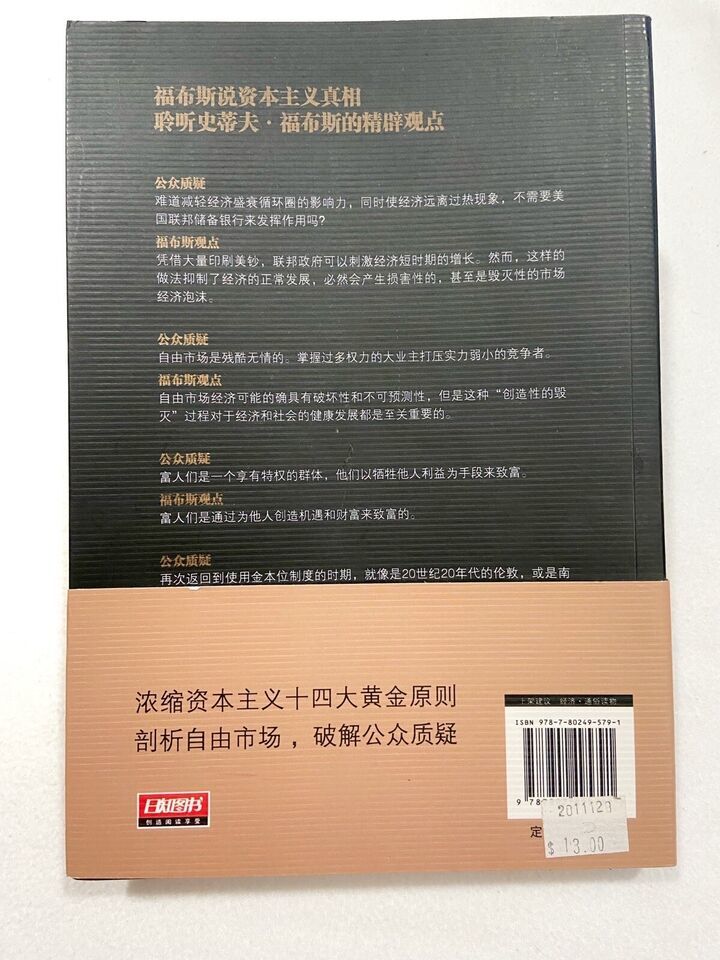 福布斯说资本主义真相
聆听史蒂夫·福布斯的精辟观点
公众质疑
难道减轻经济盛衰循环圈的影响力，同时使经济远离过热现象，不需要美
国联邦储备银行来发挥作用吗?
福布斯观点
凭借大量印刷美钞，联邦政府可以刺激经济短时期的增长。然而，这样的
做法抑制了经济的正常发展，必然会产生损害性的，甚至是毁灭性的市场
经济泡沫。
公众质疑
自由市场是残酷无情的。掌握过多权力的大业主打压实力弱小的竞争者。
福布斯观点
自由市场经济可能的确具有破坏性和不可预测性，但是这种“创造性的毁
灭”过程对于经济和社会的健康发展都是至关重要的。
公众质疑
富人们是一个享有特权的群体，他们以牺牲他人利益为手段来致富。
福布斯观点
富人们是通过为他人创造机遇和财富来致富的。
公众质疑
再次返回到使用金本位制度的时期，就像是20世纪20年代的伦敦，或是南
浓缩资本主义十四大黄金原则
剖析自由市场，破解公众质疑
上架建议 经济·通俗读物
ISBN 978-7-80249-579-1
9 78
2011128
定
$ 13.00
日知图书
创造阅读享受